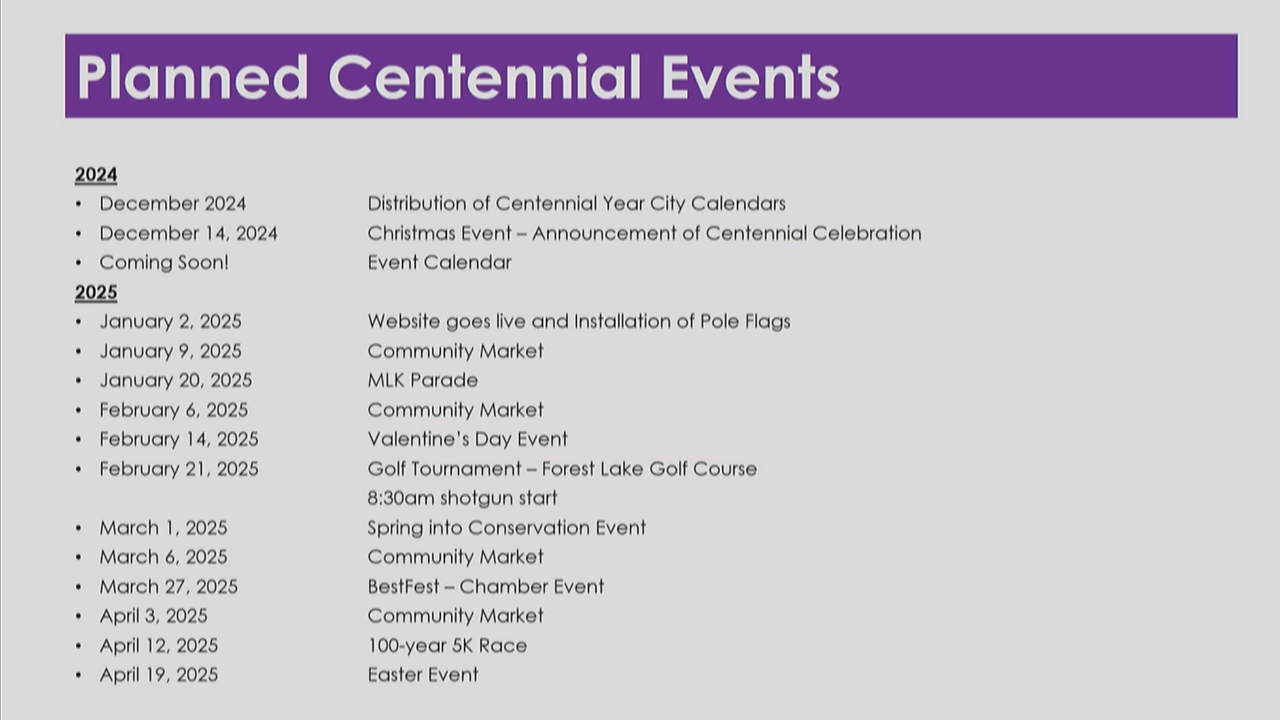 Planned Centennial Events
2024
• December 2024 Distribution of Centennial Year City Calendars
• December 14, 2024 Christmas Event – Announcement of Centennial Celebration
• Coming Soon! Event Calendar
2025
• January 2, 2025 Website goes live and Installation of Pole Flags
• January 9, 2025 Community Market
• January 20, 2025 MLK Parade
• February 6, 2025 Community Market
• February 14, 2025 Valentine's Day Event
• February 21, 2025 Golf Tournament – Forest Lake Golf Course
8:30am shotgun start
• March 1, 2025 Spring into Conservation Event
• March 6, 2025 Community Market
• March 27, 2025 BestFest – Chamber Event
• April 3, 2025 Community Market
• April 12, 2025 100-year 5K Race
• April 19, 2025 Easter Event